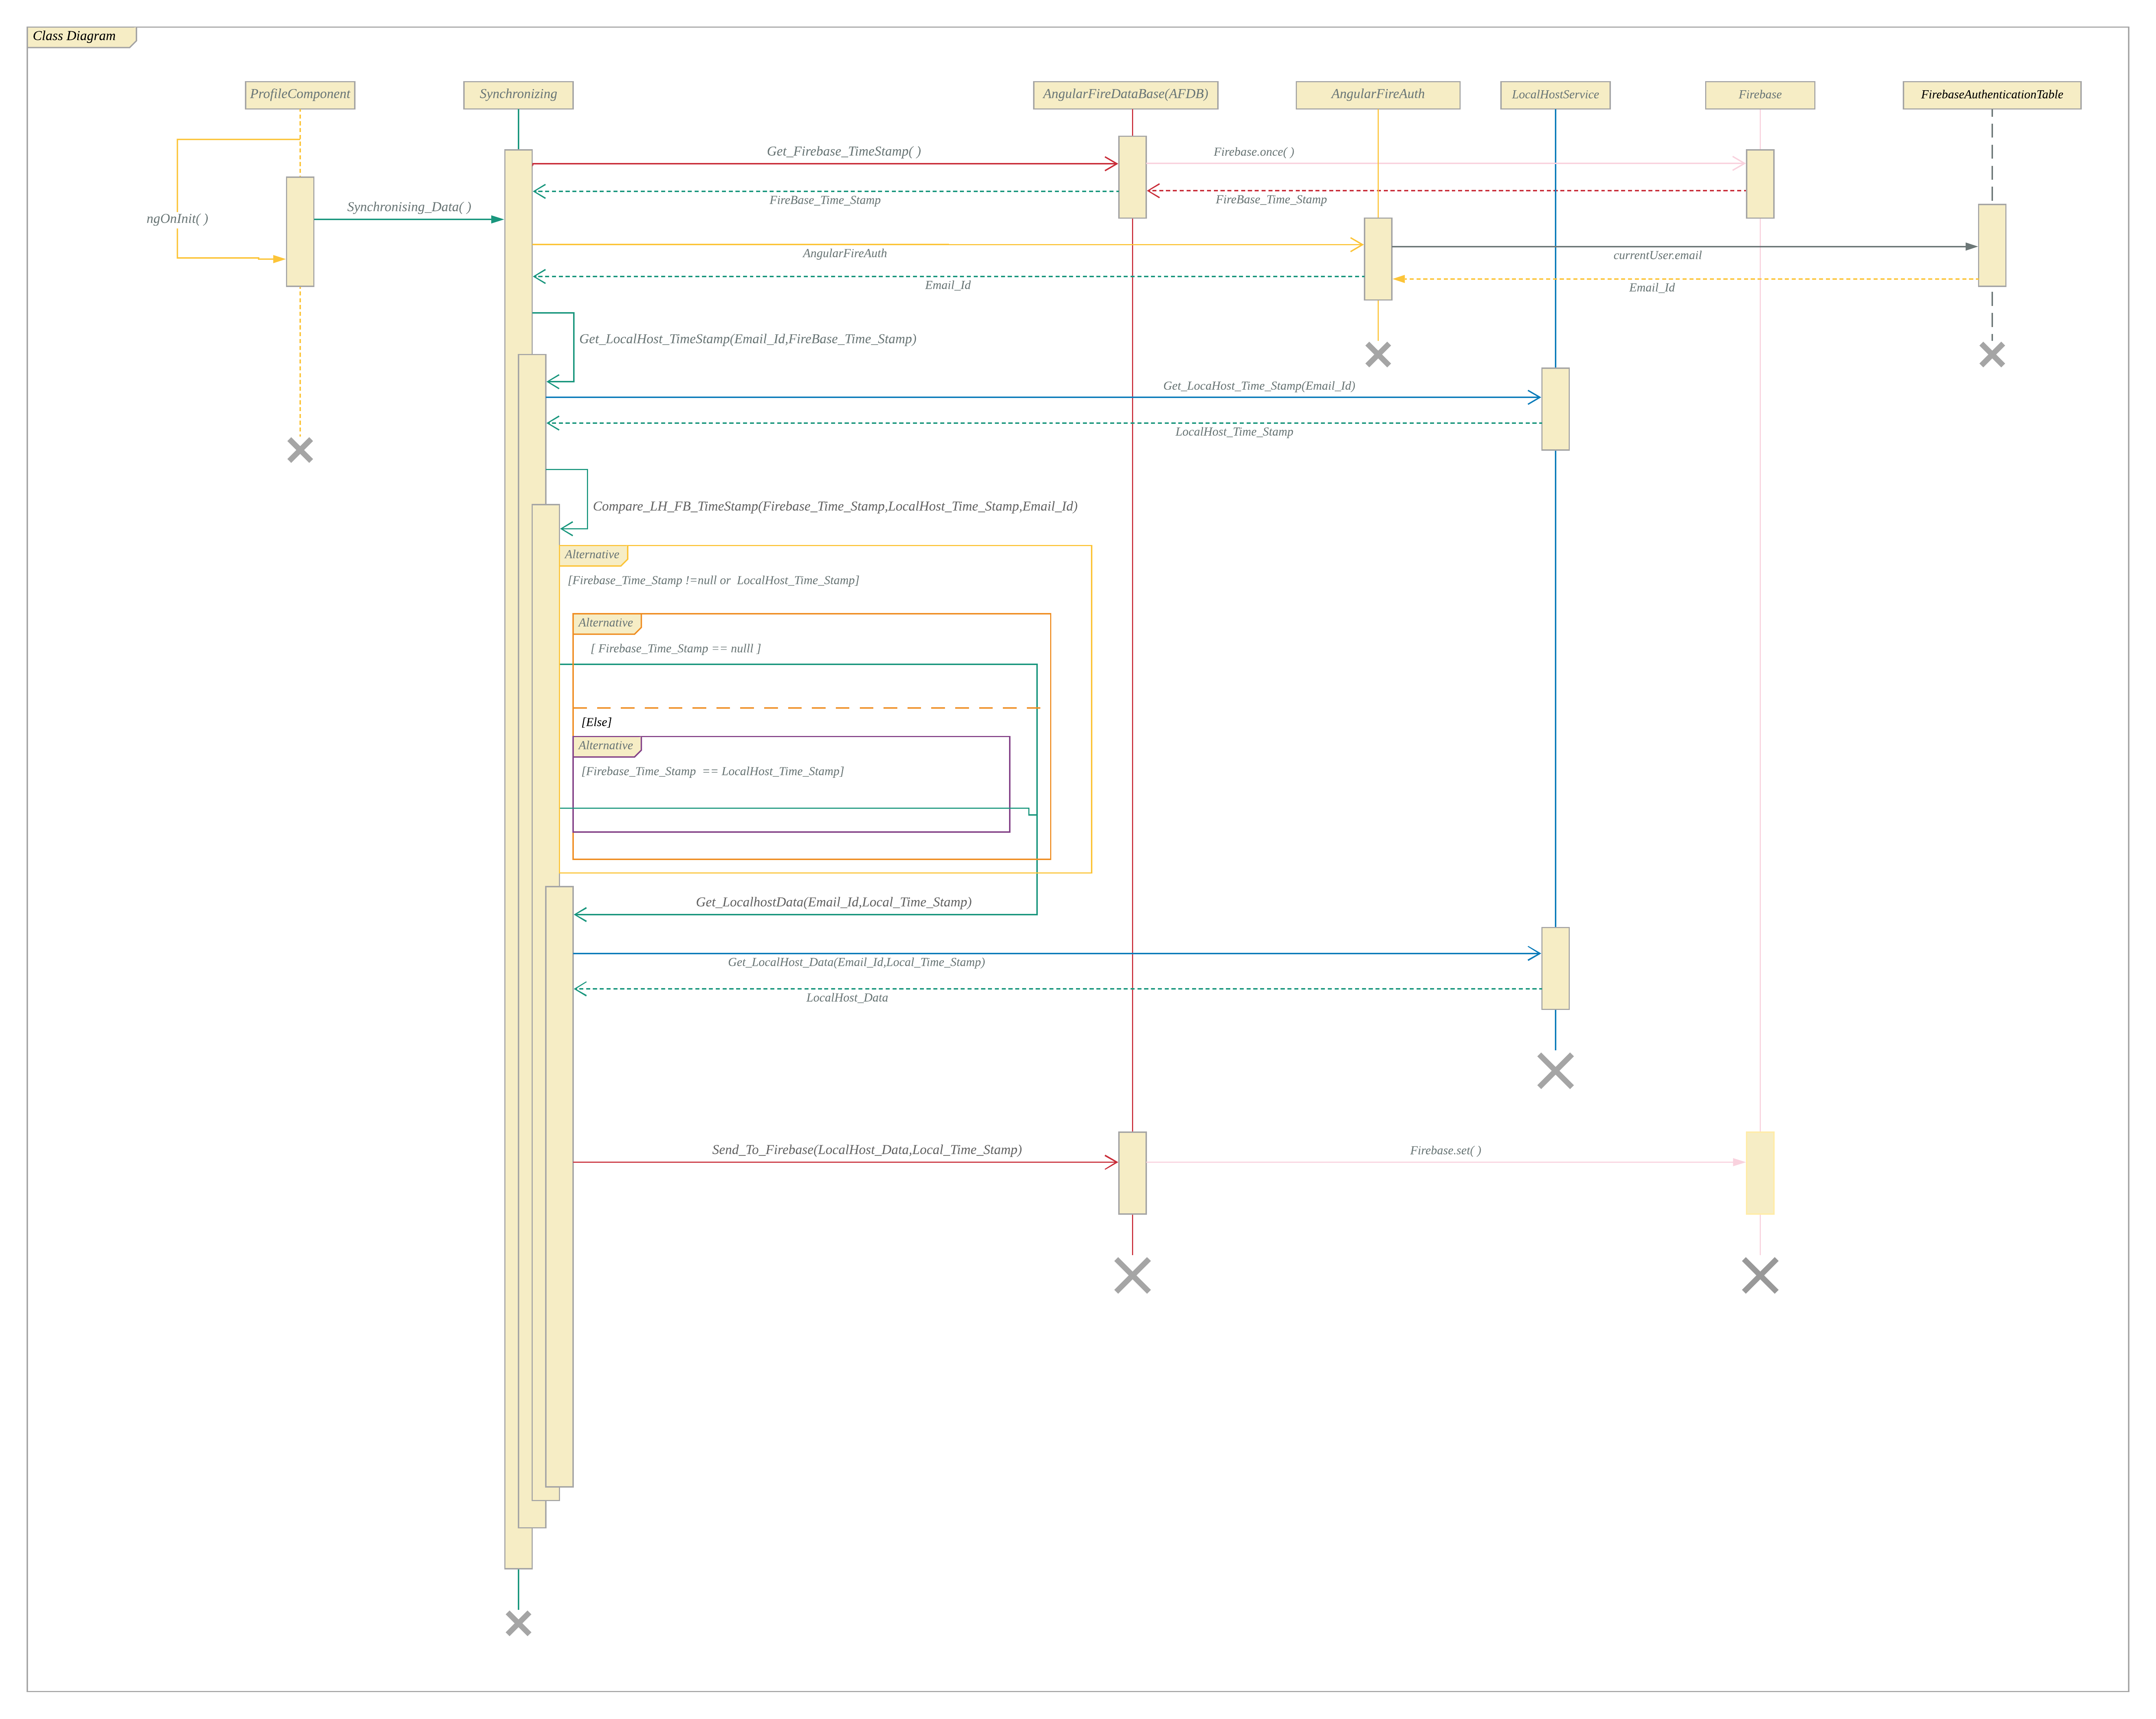 Class Diagram
ProfileComponent
Synchronizing
AngularFireDataBase(AFDB)
AngularFireAuth
LocalHostService
Firebase
FirebaseAuthenticationTable
Get_Firebase_TimeStamp( )
Firebase.once( )
FireBase_Time_Stamp
FireBase_Time_Stamp
Synchronising_Data( )
ngOnInit( )
AngularFireAuth
currentUser.email
Email_Id
Email_Id
Get_LocalHost_TimeStamp(Email_Id,FireBase_Time_Stamp)
Get_LocaHost_Time_Stamp(Email_Id)
LocalHost_Time_Stamp
Compare_LH_FB_TimeStamp(Firebase_Time_Stamp,LocalHost_Time_Stamp,Email_Id)
Alternative
[Firebase_Time_Stamp !=null or  LocalHost_Time_Stamp]
Alternative
[ Firebase_Time_Stamp == nulll ]
[Else]
Alternative
[Firebase_Time_Stamp  == LocalHost_Time_Stamp]
Get_LocalhostData(Email_Id,Local_Time_Stamp)
Get_LocalHost_Data(Email_Id,Local_Time_Stamp)
LocalHost_Data
Send_To_Firebase(LocalHost_Data,Local_Time_Stamp)
Firebase.set( )